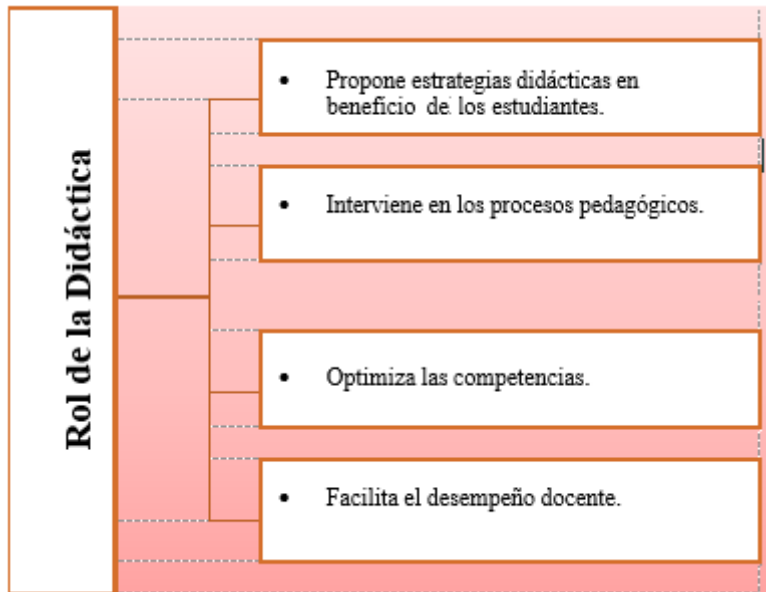 Rol de la Didáctica
• Propone estrategias didácticas en
beneficio de los estudiantes.
• Interviene en los procesos pedagógicos.
• Optimiza las competencias.
• Facilita el desempeño docente.